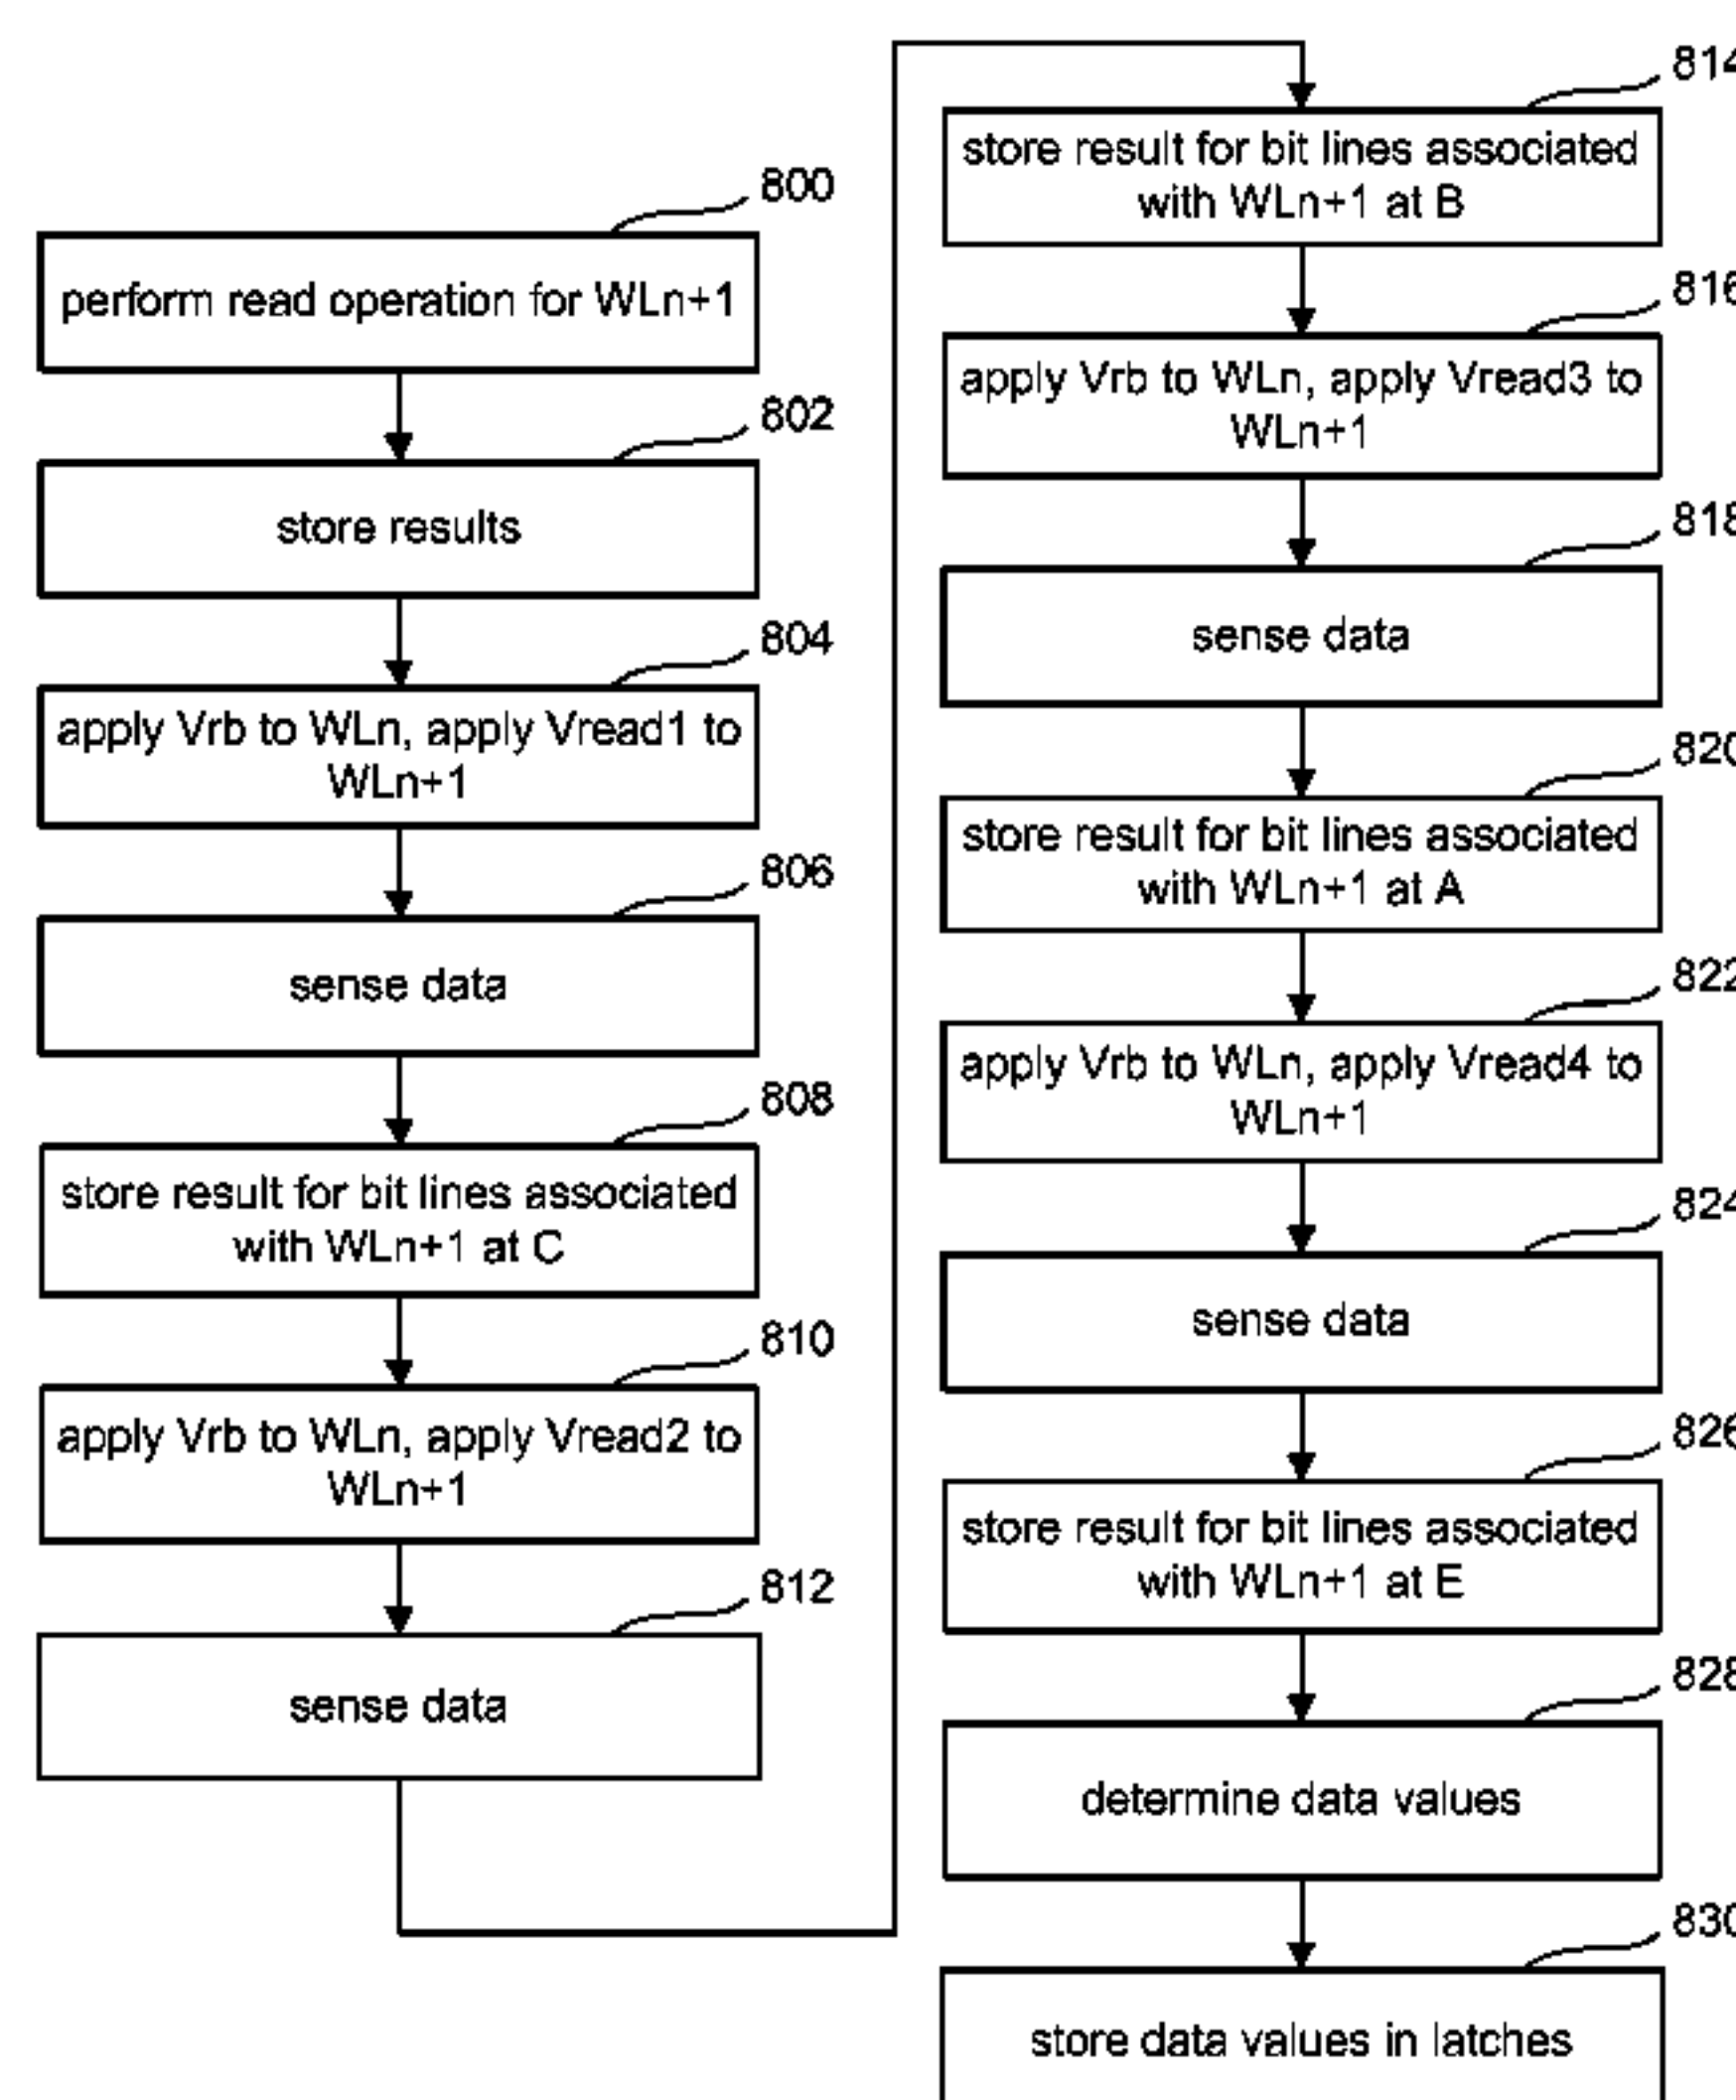 800
perform read operation for WLn+1
802
store results
804
apply Vrb to WLn, apply Vread1 to
WLn+1
806
sense data
808
store result for bit lines associated
with WLn+1 at C
810
apply Vrb to WLn, apply Vread2 to
WLn+1
812
sense data
814
store result for bit lines associated
with WLn+1 at B
816
apply Vrb to WLn, apply Vread3 to
WLn+1
818
sense data
820
store result for bit lines associated
with WLn+1 at A
822
apply Vrb to WLn, apply Vread4 to
WLn+1
824
sense data
826
store result for bit lines associated
with WLn+1 at E
828
determine data values
830
store data values in latches